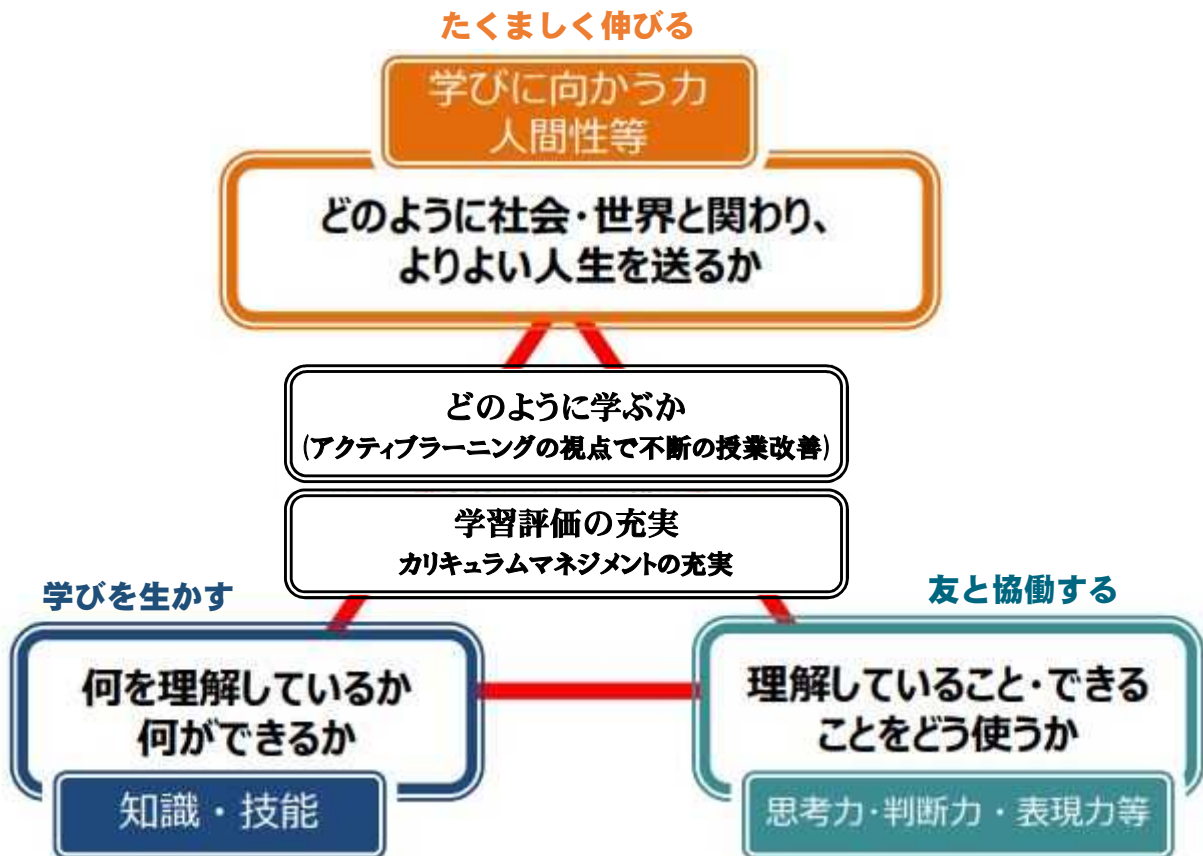 たくましく伸びる
学びに向かう力
人間性等
どのように社会・世界と関わり、
よりよい人生を送るか
どのように学ぶか
(アクティブラーニングの視点で不断の授業改善)
学習評価の充実
カリキュラムマネジメントの充実
学びを生かす
何を理解しているか
何ができるか
知識・技能
友と協働する
理解していること・できる
ことをどう使うか
思考力・判断力・表現力等